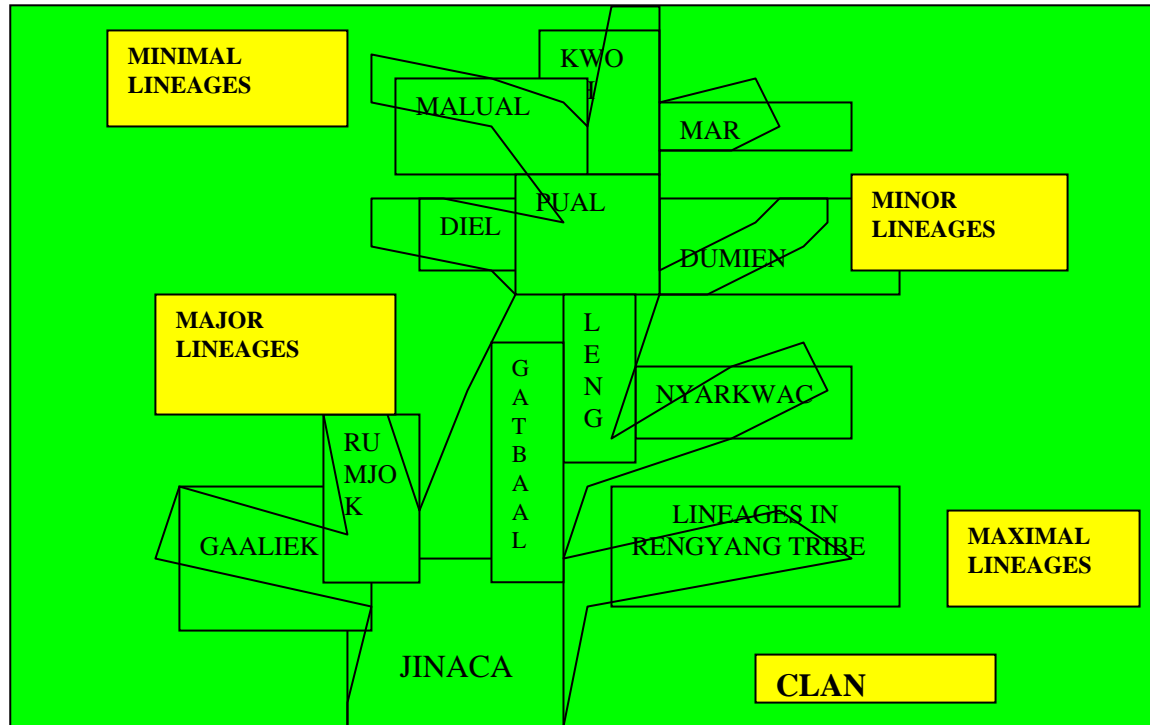 MINIMAL
LINEAGES
KWO
I
MALUAL
MAR
PUAL
DIEL
DUMIEN
MINOR
LINEAGES
MAJOR
LINEAGES
L
E
N
G
G
A
T
B
A
A
L
NYARKWAC
RU
MJO
K
GAALIEK
LINEAGES IN
RENGYANG TRIBE
MAXIMAL
LINEAGES
JINACA
CLAN